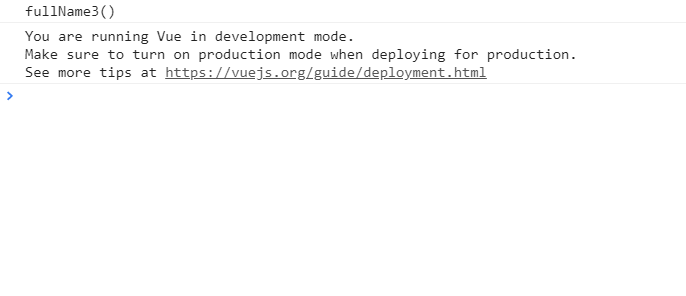 fullName3()
You are running Vue in development mode.
Make sure to turn on production mode when deploying for production.
See more tips at https://vuejs.org/guide/deployment.html